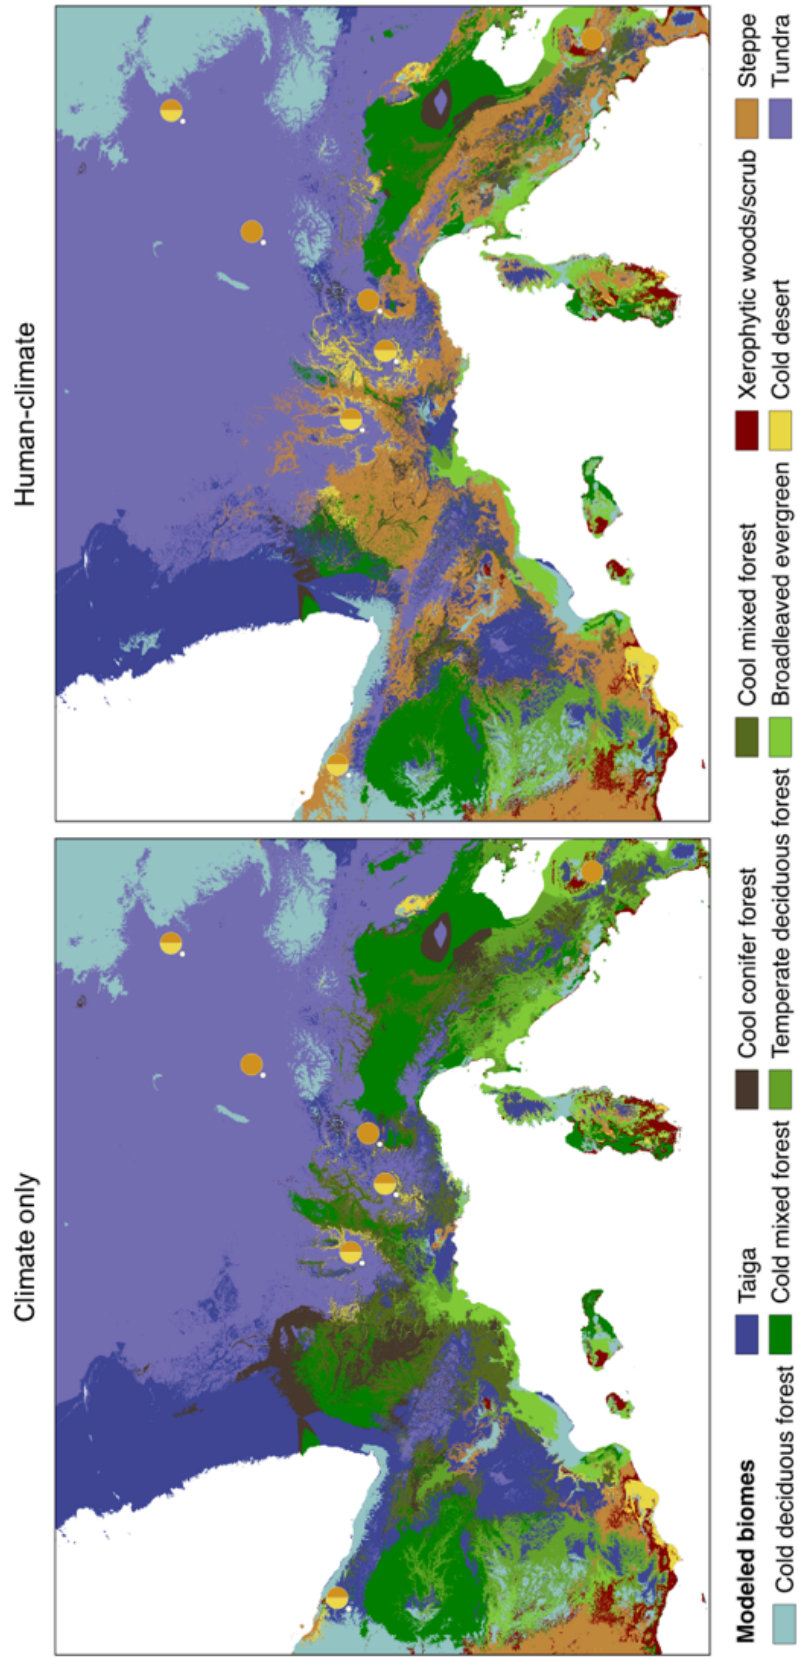 Climate only
Human-climate
Modeled biomes
Taiga
Cool conifer forest
Cool mixed forest
Xerophytic woods/scrub
Steppe
Cold deciduous forest
Cold mixed forest
Temperate deciduous forest
Broadleaved evergreen
Cold desert
Tundra